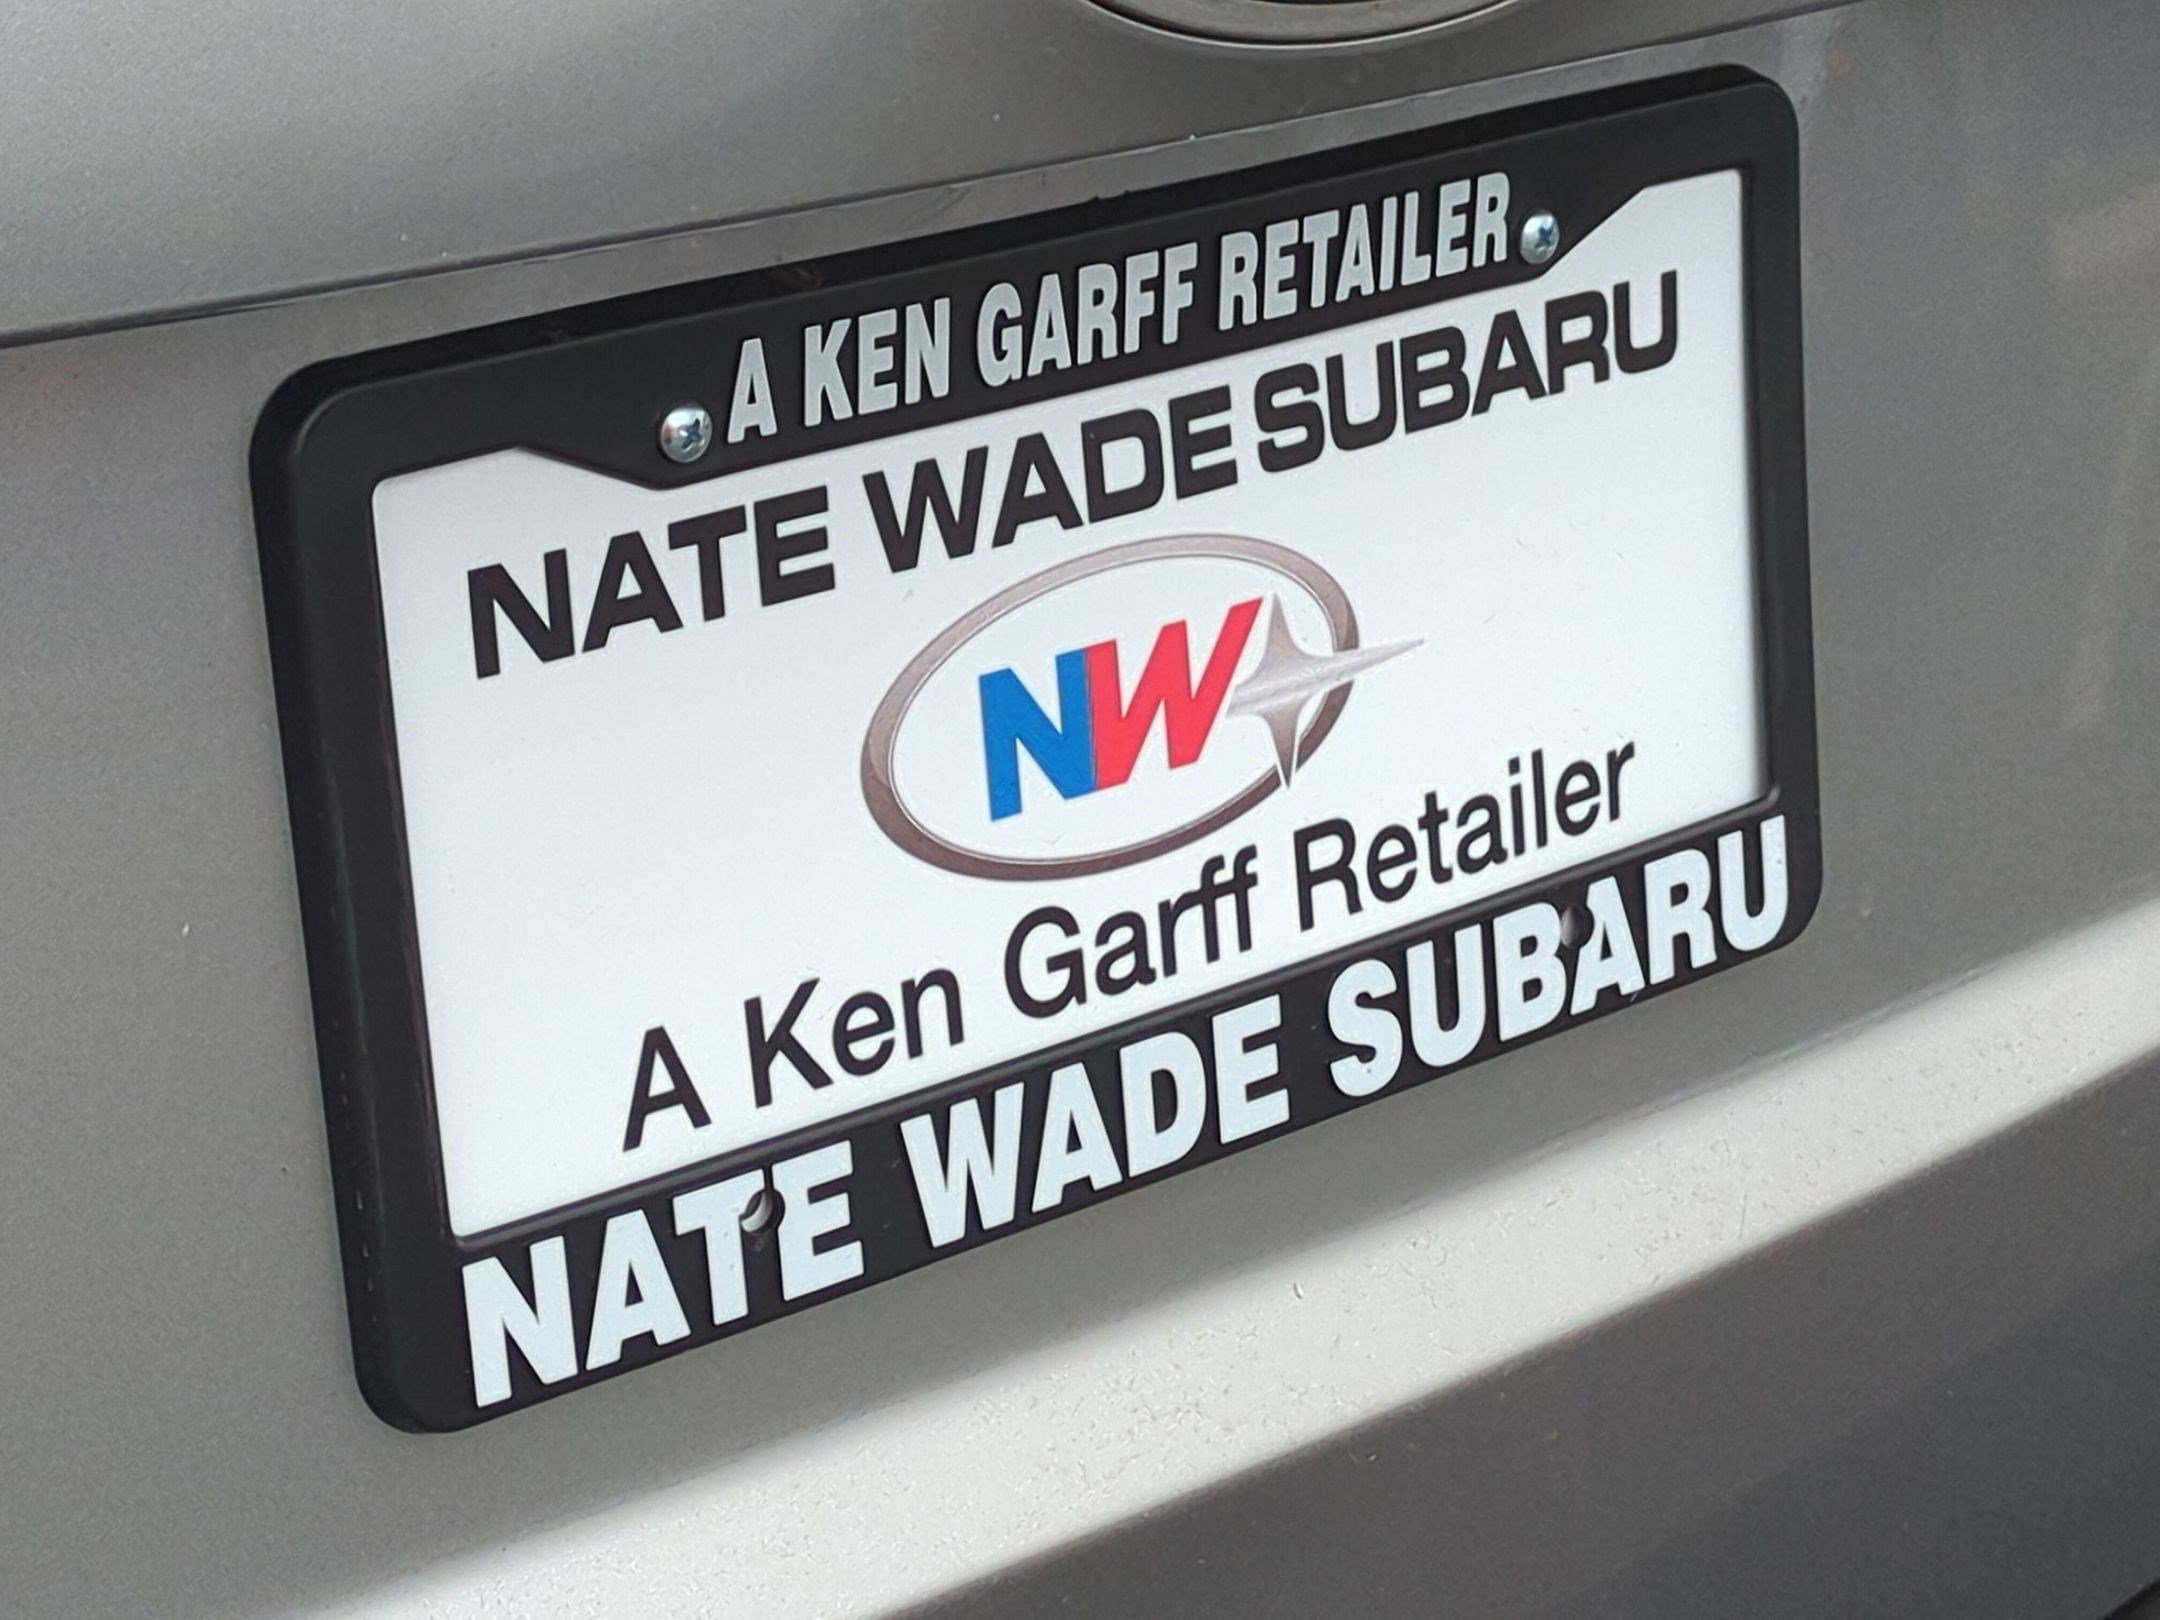 A KEN GARFF RETAILER
NATE WADE SUBARU
NW
A Ken Garff Retailer
NATE WADE SUBARU